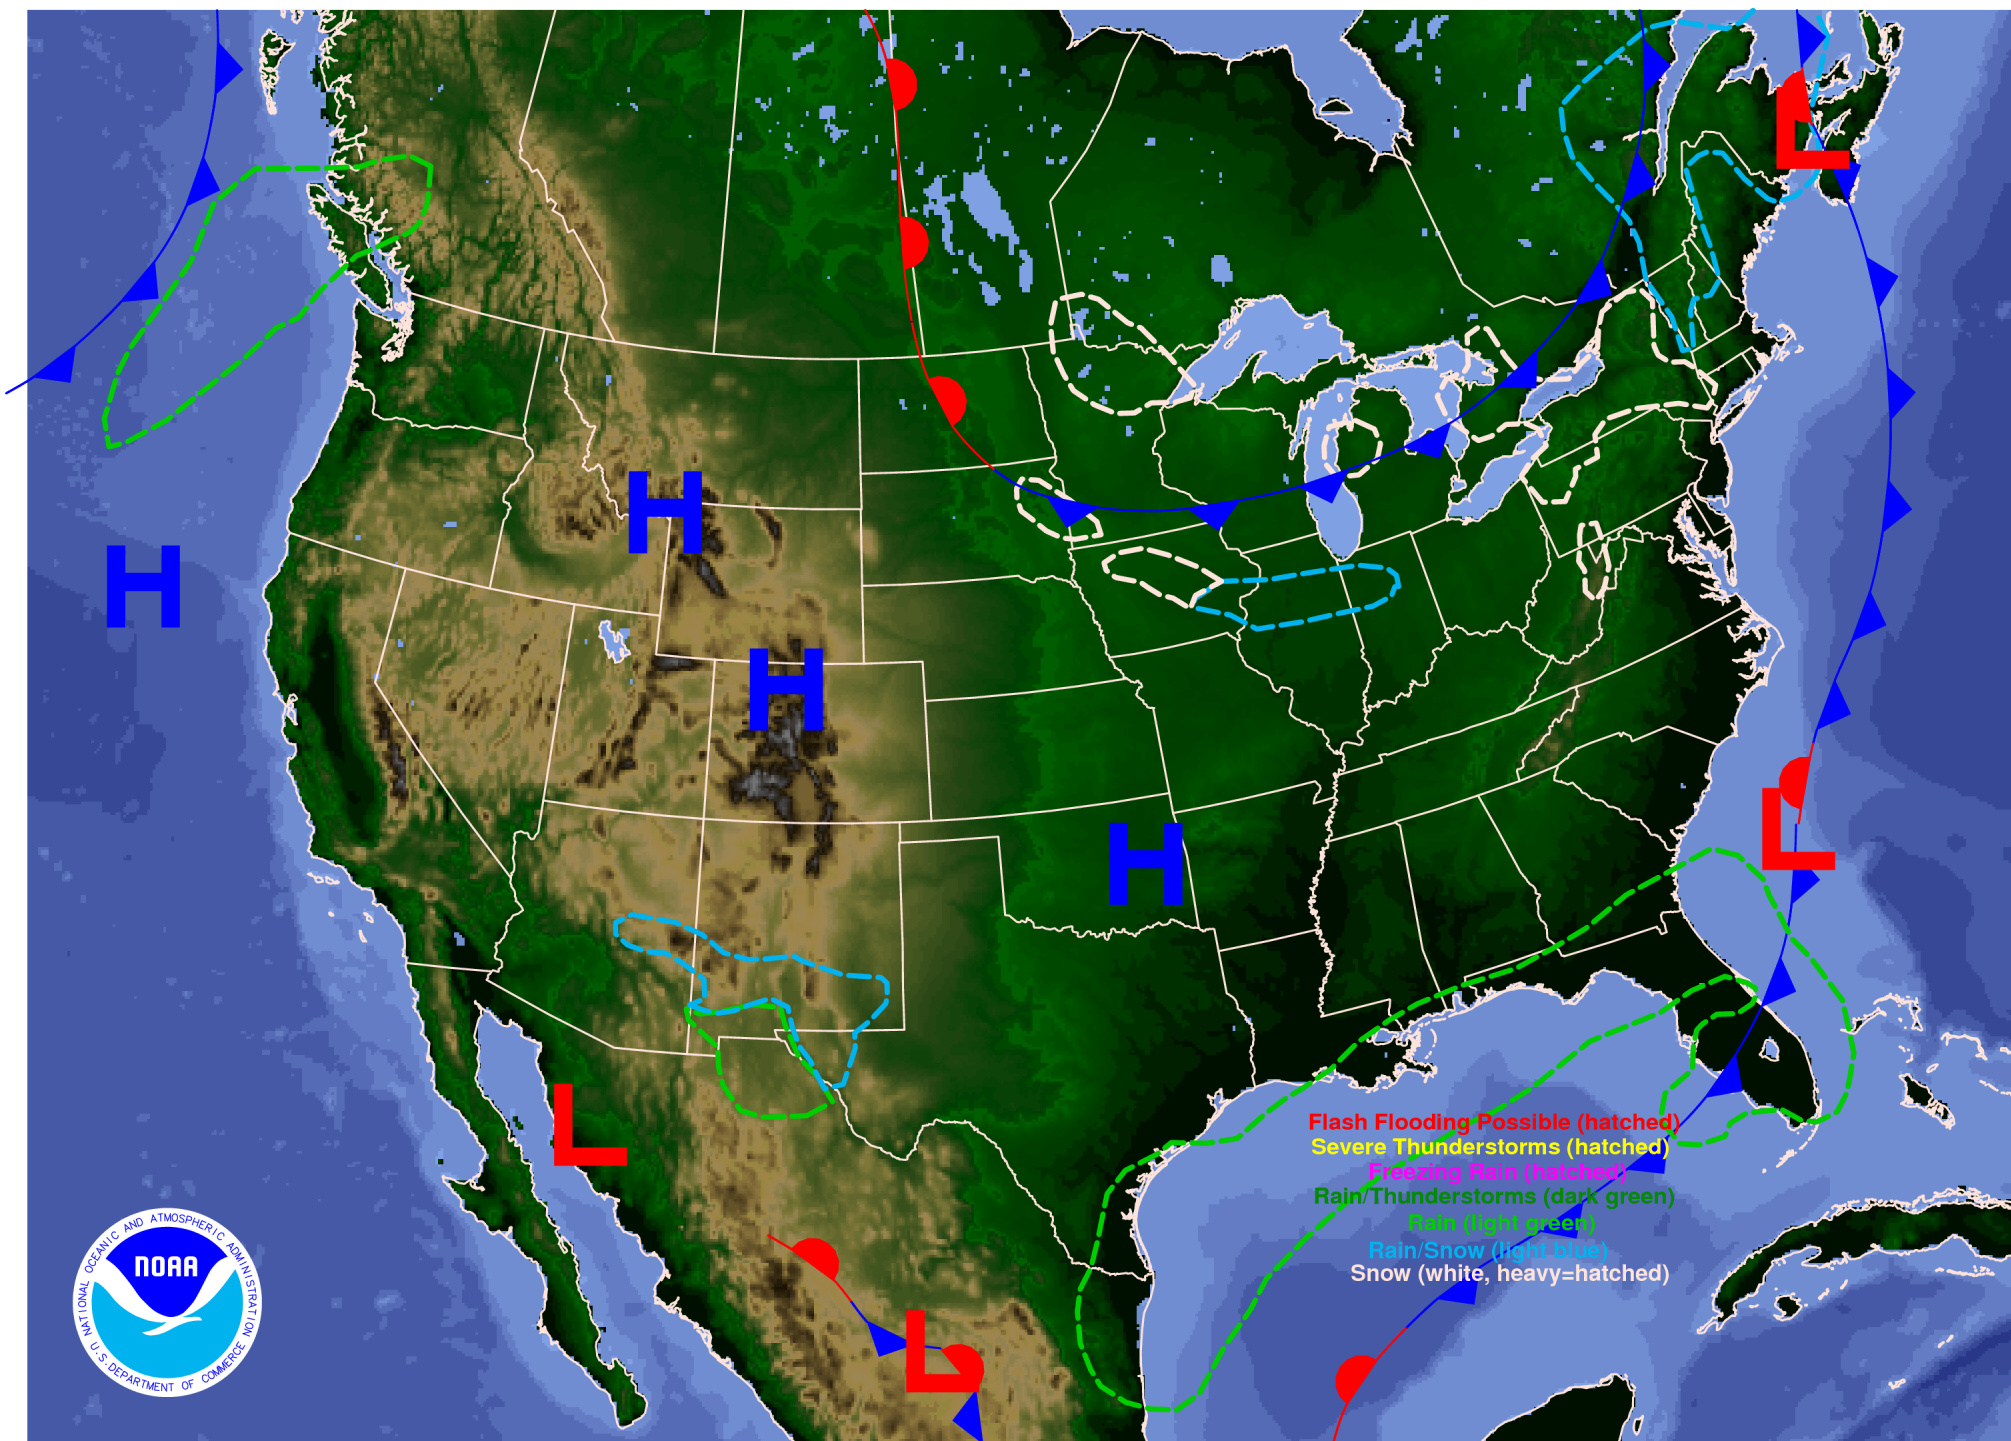 H
H
H
H
L
L
L
L
Flash Flooding Possible (hatched)
Severe Thunderstorms (hatched)
Freezing Rain (hatched)
Rain/Thunderstorms (dark green)
Rain (light green)
Rain/Snow (light blue)
Snow (white, heavy=hatched)
NATIONAL OCEANIC AND ATMOSPHERIC ADMINISTRATION
NOAA
U.S. DEPARTMENT OF COMMERCE